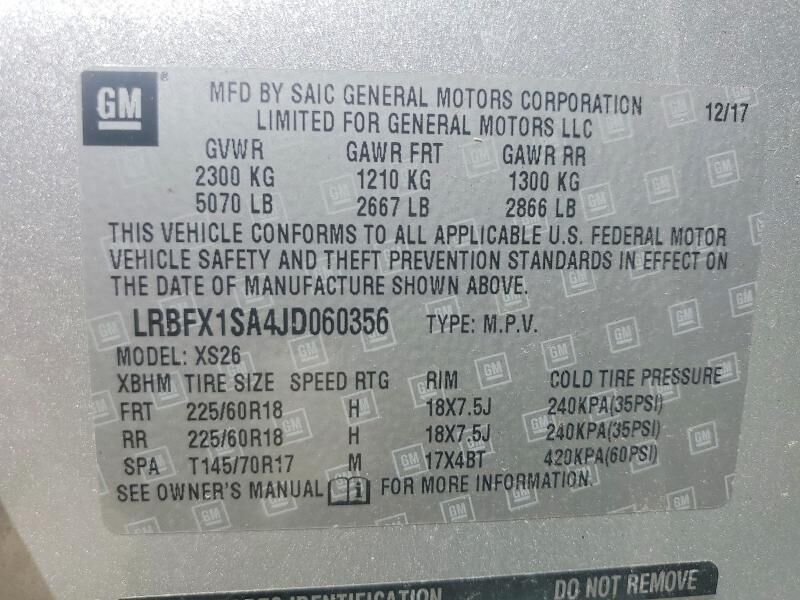 GM ® MFD BY SAIC GENERAL MOTORS CORPORATION 12/17
LIMITED FOR GENERAL MOTORS LLC
GVWR GAWR FRT GAWR RR
2300 KG 1210 KG 1300 KG
5070 LB 2667 LB 2866 LB
THIS VEHICLE CONFORMS TO ALL APPLICABLE U.S. FEDERAL MOTOR
VEHICLE SAFETY AND THEFT PREVENTION STANDARDS IN EFFECT ON
THE DATE OF MANUFACTURE SHOWN ABOVE.
LRBFX1SA4JD060356 TYPE: M.P.V.
MODEL: XS26
XBHM TIRE SIZE SPEED RTG RIM COLD TIRE PRESSURE
FRT 225/60R18 H 18X7.5J 240KPA(35PSI)
RR 225/60R18 H 18X7.5J 240KPA(35PSI)
SPA T145/70R17 M 17X4BT 420KPA(60PSI)
SEE OWNER'S MANUAL i FOR MORE INFORMATION.
IDENTIFICATION DO NOT REMOVE